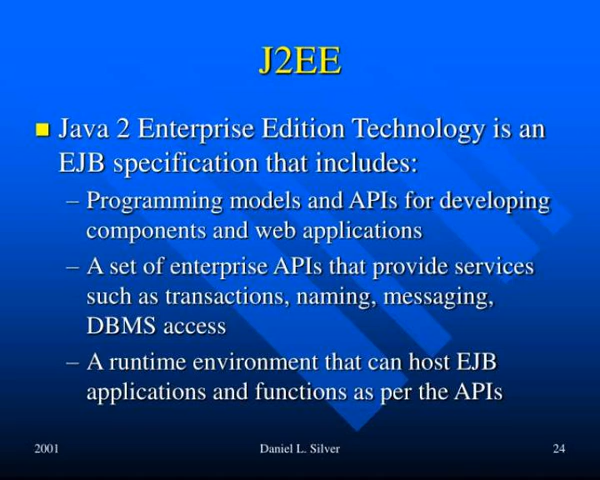 J2EE
■ Java 2 Enterprise Edition Technology is an
EJB specification that includes:
– Programming models and APIs for developing
components and web applications
– A set of enterprise APIs that provide services
such as transactions, naming, messaging,
DBMS access
– A runtime environment that can host EJB
applications and functions as per the APIs
2001 Daniel L. Silver 24